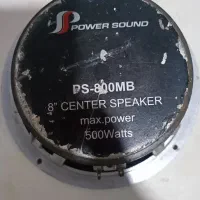 POWER SOUND
PS-800MB
8" CENTER SPEAKER
max.power
500Watts